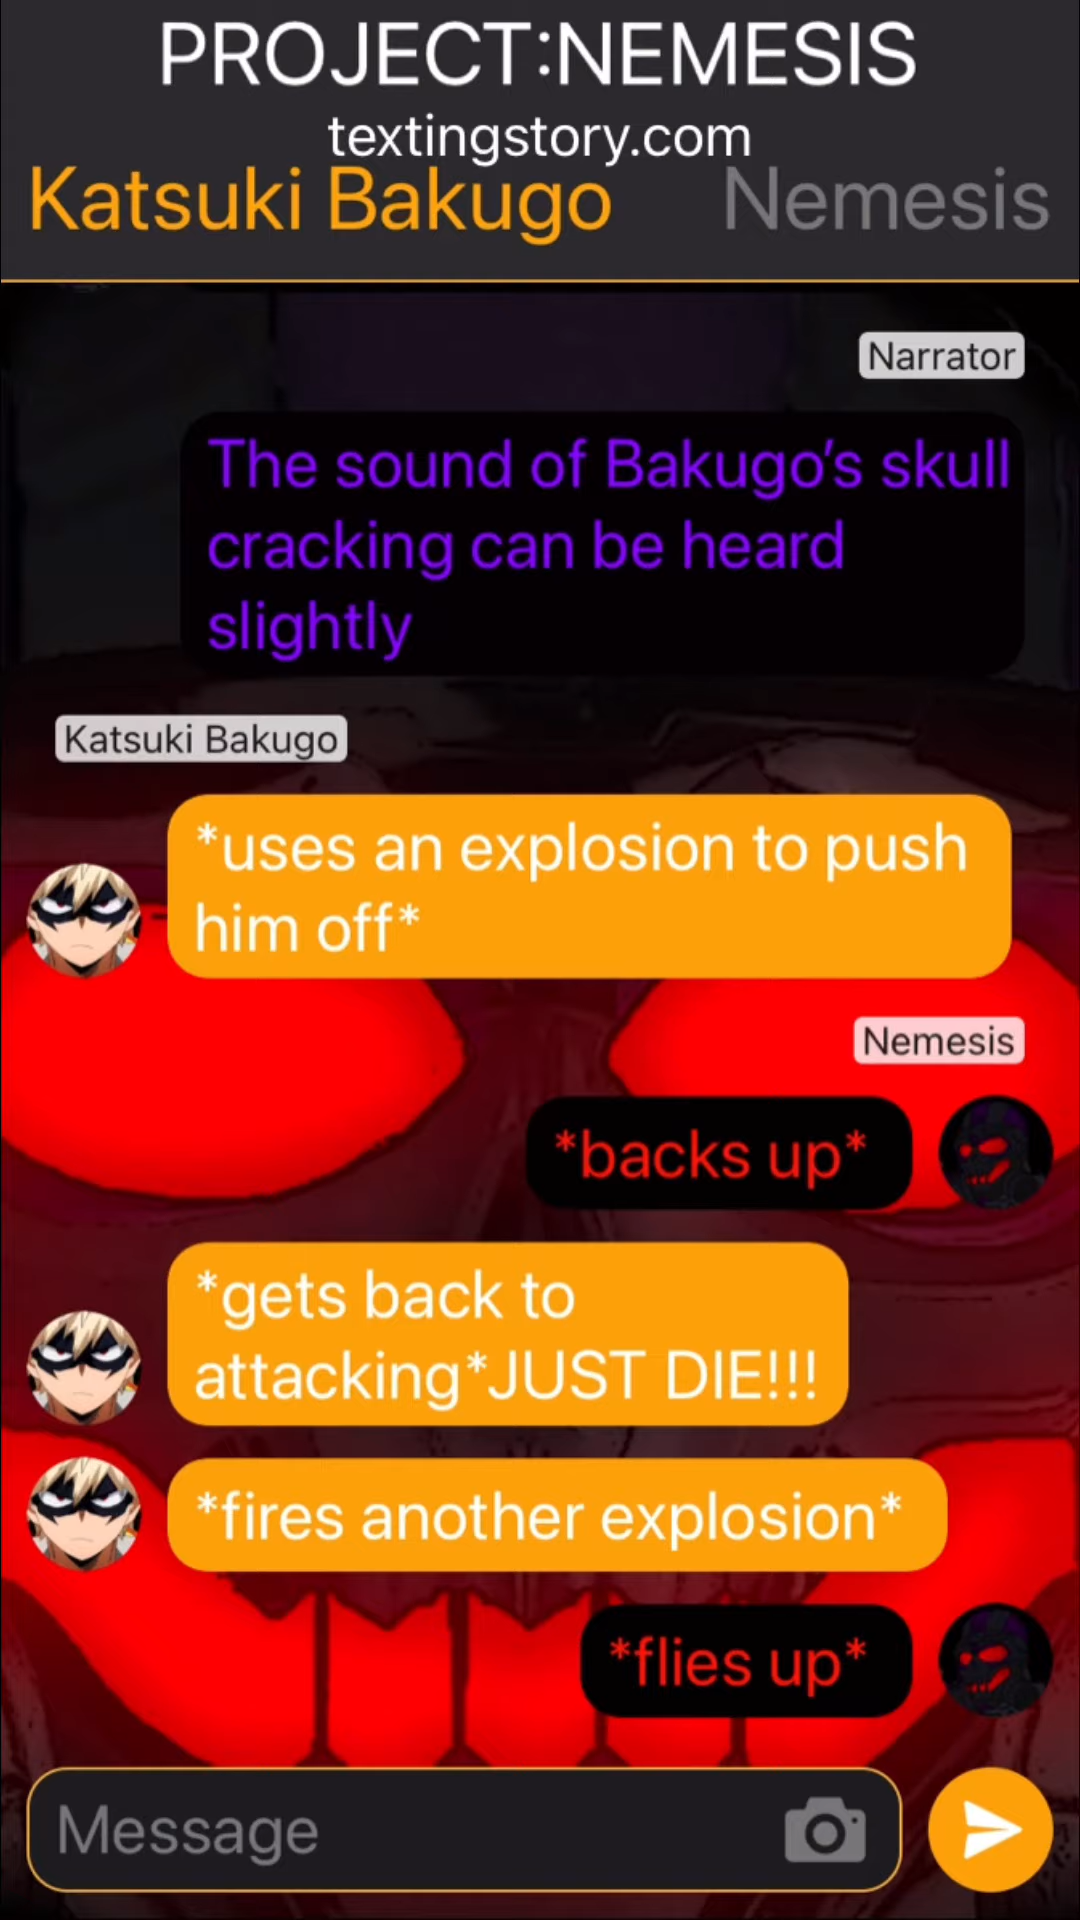 PROJECT:NEMESIS
textingstory.com
Katsuki Bakugo Nemesis
Narrator
The sound of Bakugo’s skull
cracking can be heard
slightly
Katsuki Bakugo
*uses an explosion to push
him off*
Nemesis
*backs up*
*gets back to
attacking*JUST DIE!!!
*fires another explosion*
*flies up*
Message